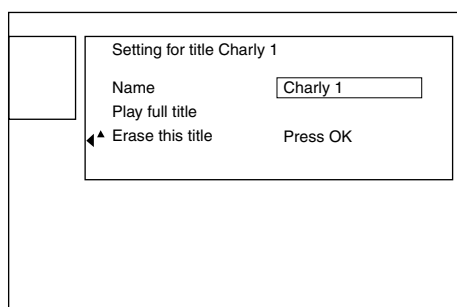 Setting for title Charly 1
Name Charly 1
Play full title
Erase this title Press OK